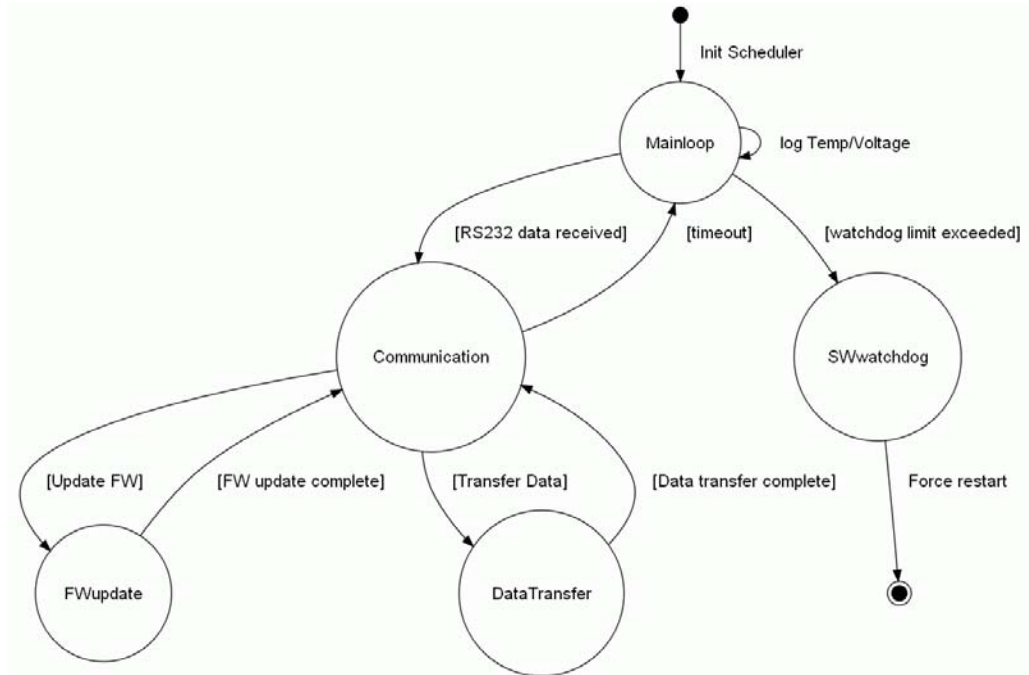 Init Scheduler
Mainloop
log Temp/Voltage
[RS232 data received]
[timeout]
[watchdog limit exceeded]
Communication
SWwatchdog
[Update FW]
[FW update complete]
[Transfer Data]
[Data transfer complete]
Force restart
FWupdate
DataTransfer